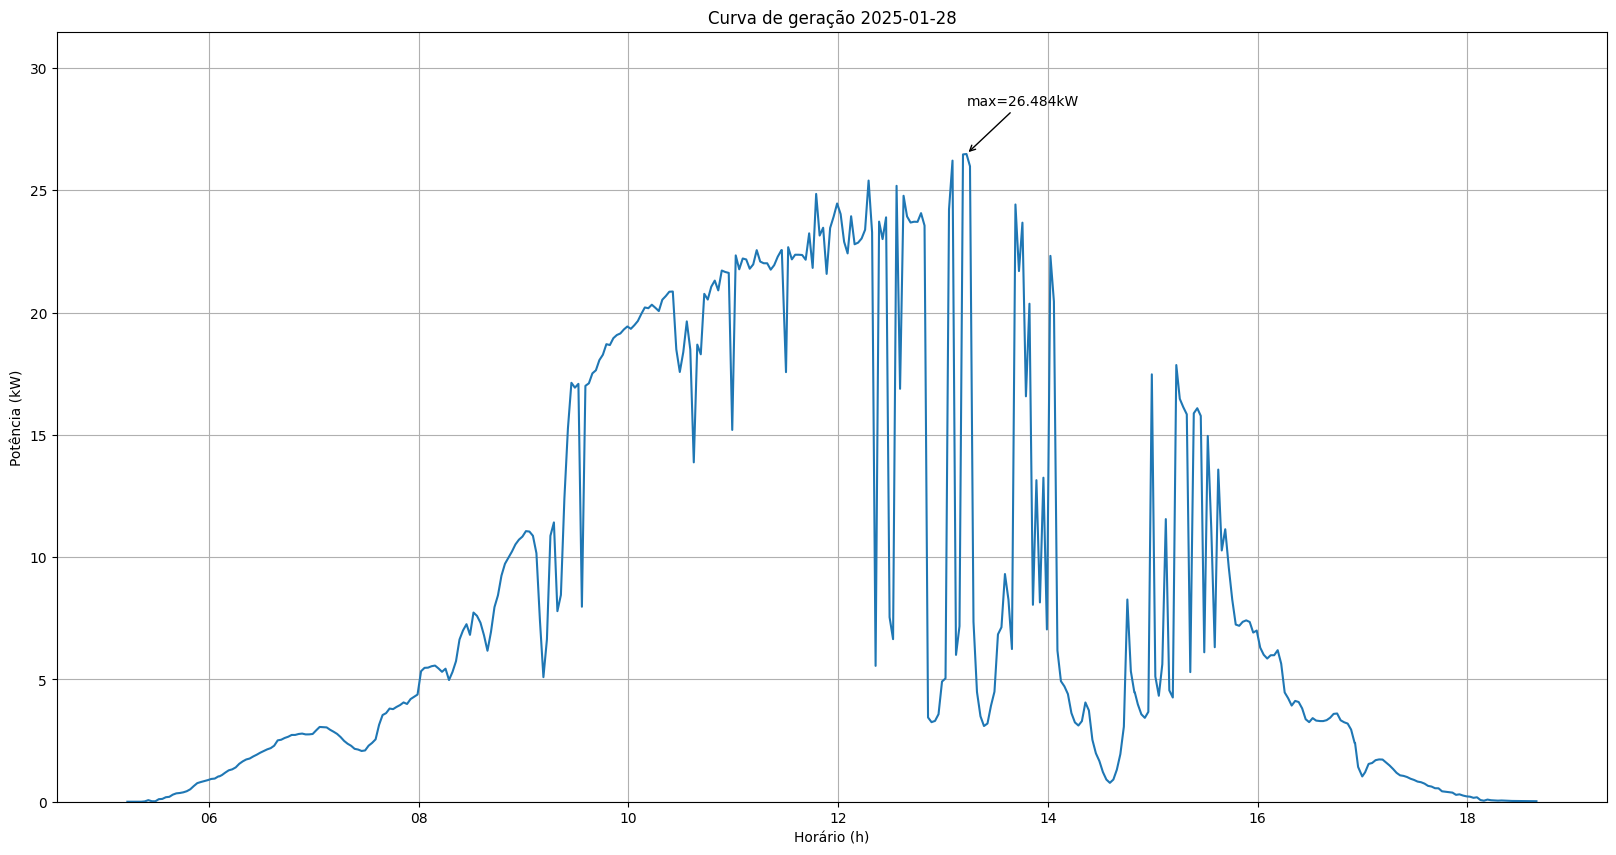 Curva de geração 2025-01-28
Potência (kW)
30
25
20
15
10
5
0
max=26.484kW
06 08 10 12 14 16 18
Horário (h)